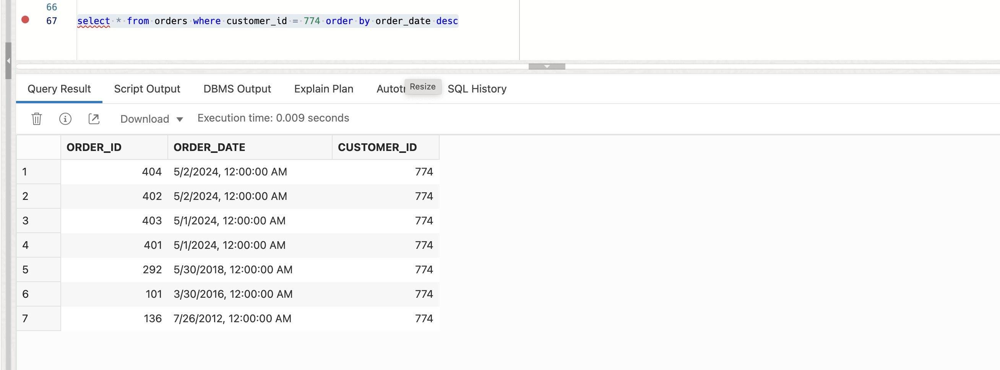 66
67 select * from orders where customer_id = 774 order by order_date desc
Query Result Script Output DBMS Output Explain Plan Resize SQL History
Download Execution time: 0.009 seconds
ORDER_ID ORDER_DATE CUSTOMER_ID
1 404 5/2/2024, 12:00:00 AM 774
2 402 5/2/2024, 12:00:00 AM 774
3 403 5/1/2024, 12:00:00 AM 774
4 401 5/1/2024, 12:00:00 AM 774
5 292 5/30/2018, 12:00:00 AM 774
6 101 3/30/2016, 12:00:00 AM 774
7 136 7/26/2012, 12:00:00 AM 774